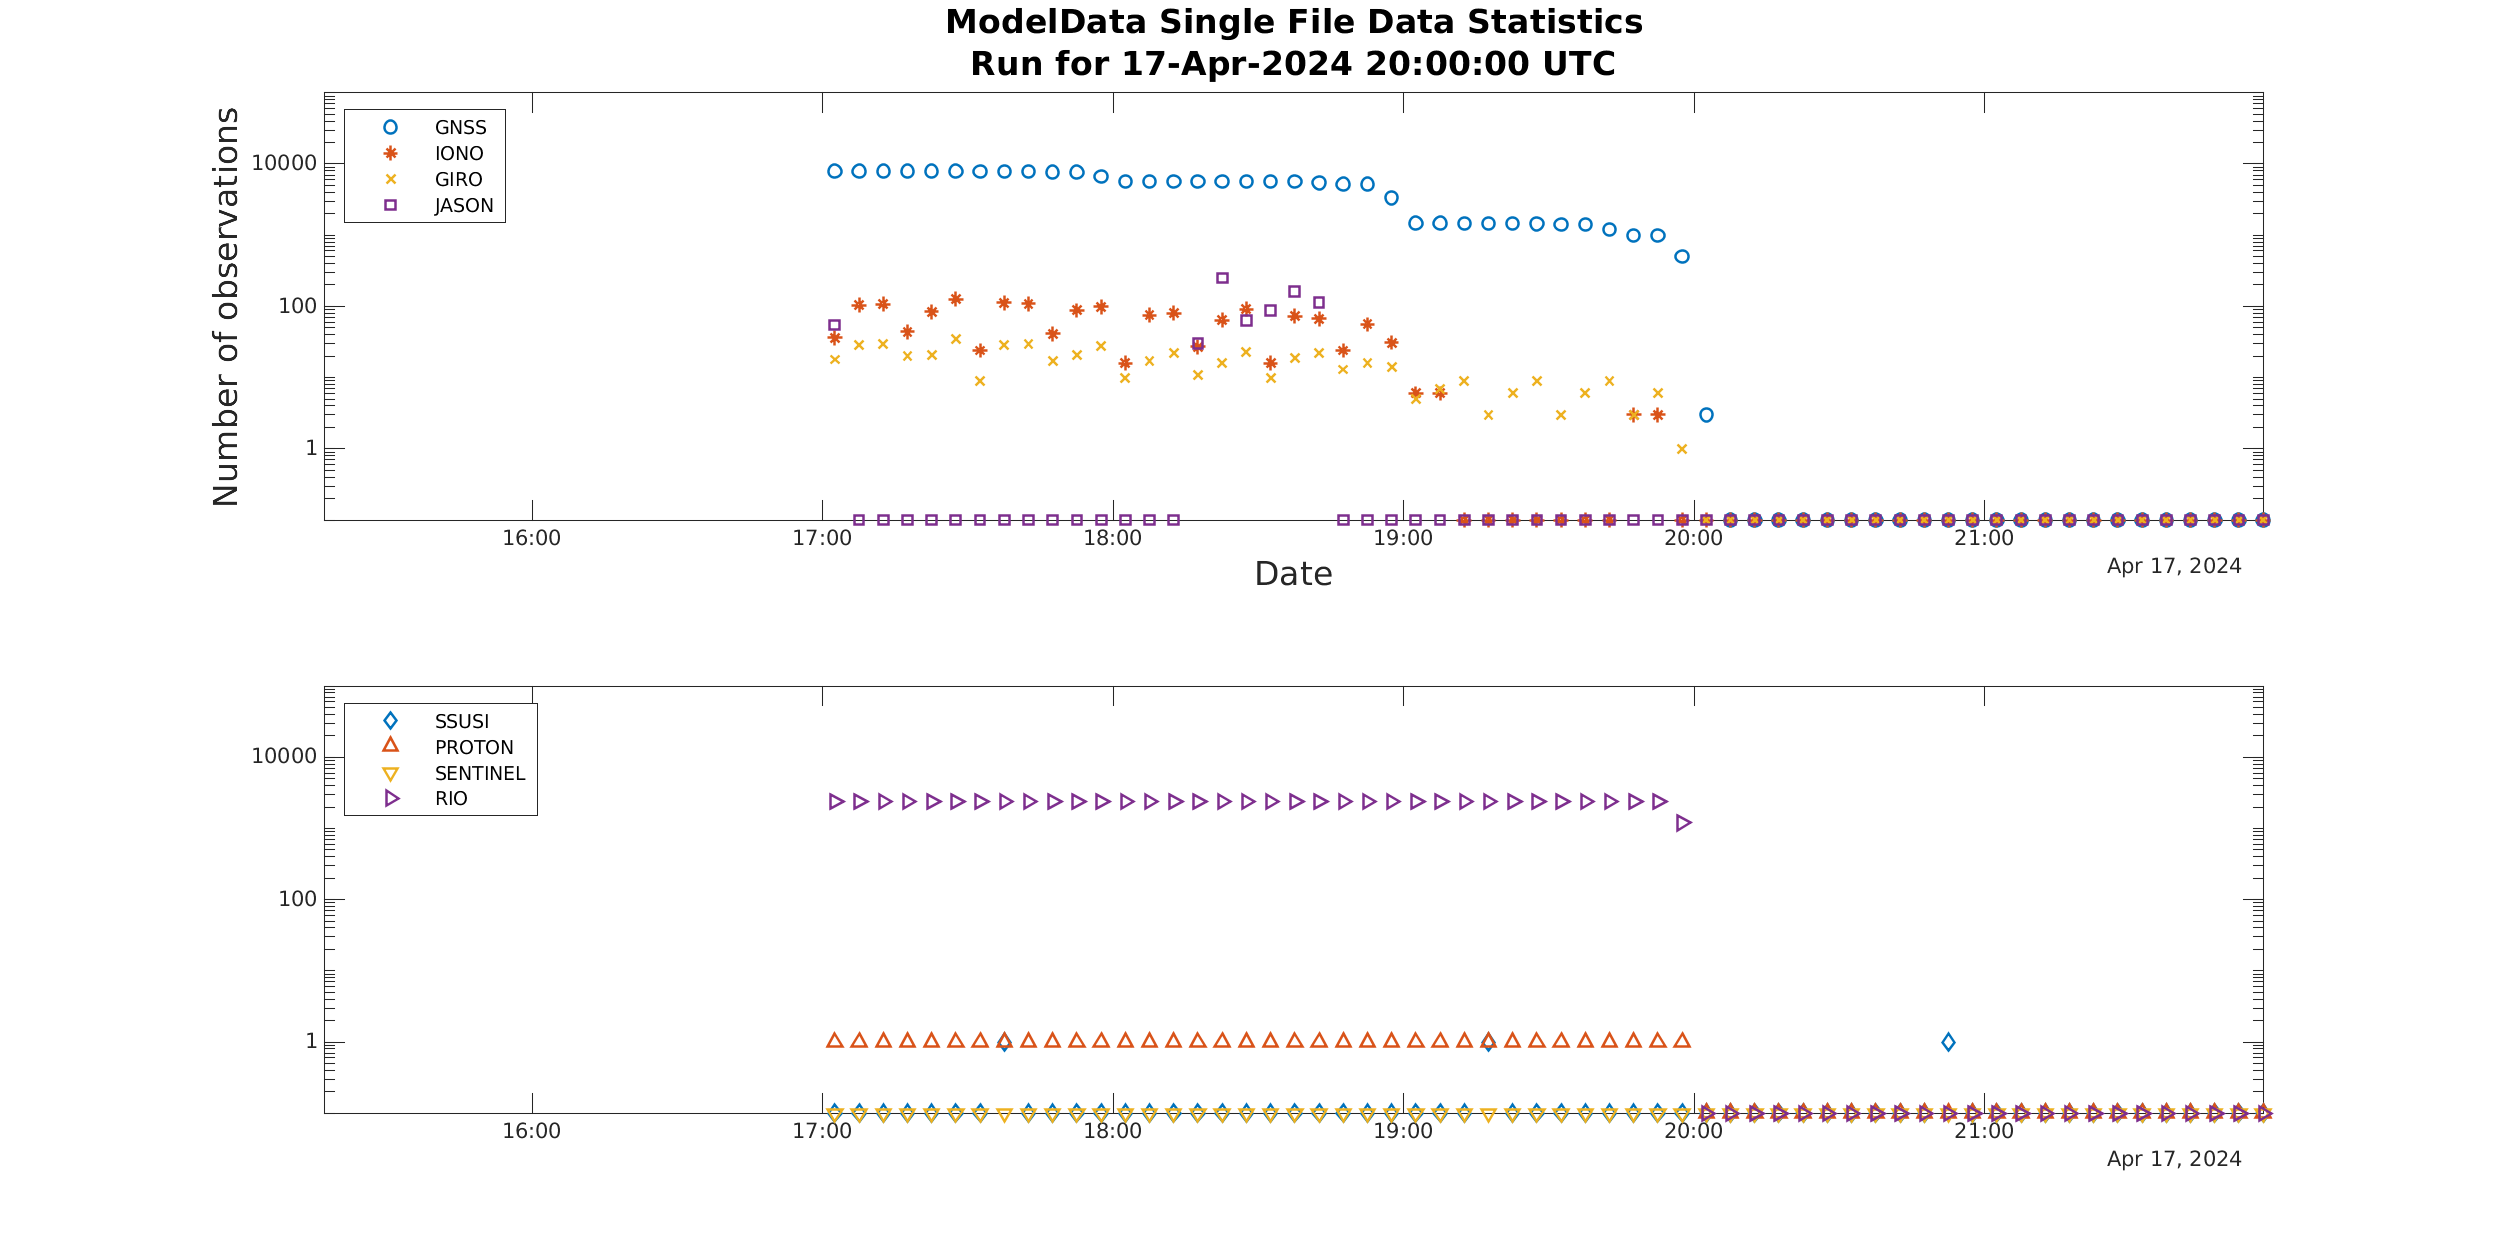 ModelData Single File Data Statistics
Run for 17-Apr-2024 20:00:00 UTC
Number of observations
10000
100
1
GNSS
IONO
GIRO
JASON
16:00 17:00 18:00 19:00 20:00 21:00
Date
Apr 17, 2024
10000
100
1
SSUSI
PROTON
SENTINEL
RIO
16:00 17:00 18:00 19:00 20:00 21:00
Apr 17, 2024